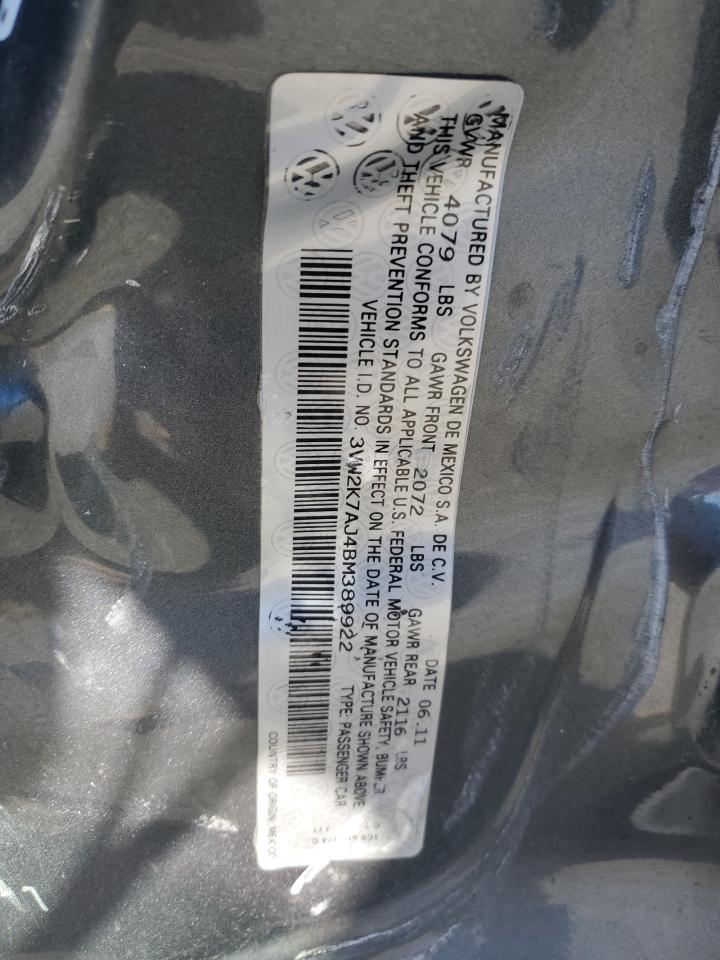 MANUFACTURED BY VOLKSWAGEN DE MEXICO S.A. DE C.V. DATE 06.11
GVWR 4079 LBS GAWR FRONT 2072 LBS GAWR REAR 2116 LBS
THIS VEHICLE CONFORMS TO ALL APPLICABLE U.S. FEDERAL MOTOR VEHICLE SAFETY, BUMPER
AND THEFT PREVENTION STANDARDS IN EFFECT ON THE DATE OF MANUFACTURE SHOWN ABOVE
VEHICLE I.D. NO. 3VW2K7AJ4BM389922 TYPE: PASSENGER CAR
COUNTRY OF ORIGIN: MEXICO